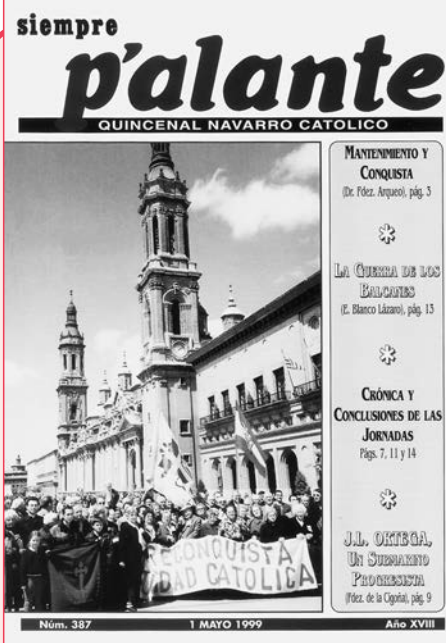 siempre
p'alante
QUINCENAL NAVARRO CATOLICO
MANTENIMIENTO Y
CONQUISTA
(Dr. Fdez. Arqueo), pág. 3
LA GUERRA DE LOS
BALCANES
(E. Blanco Lázaro), pág. 13
CRÓNICA Y
CONCLUSIONES DE LAS
JORNADAS
Págs. 7, 11 y 14
J.L. ORTEGA,
UN SUBMARINO
PROGRESISTA
(Fdez. de la Cigoña), pág. 9
RECONQUISTA
UNIDAD CATOLICA
Núm. 387
1 MAYO 1999
Año XVIII